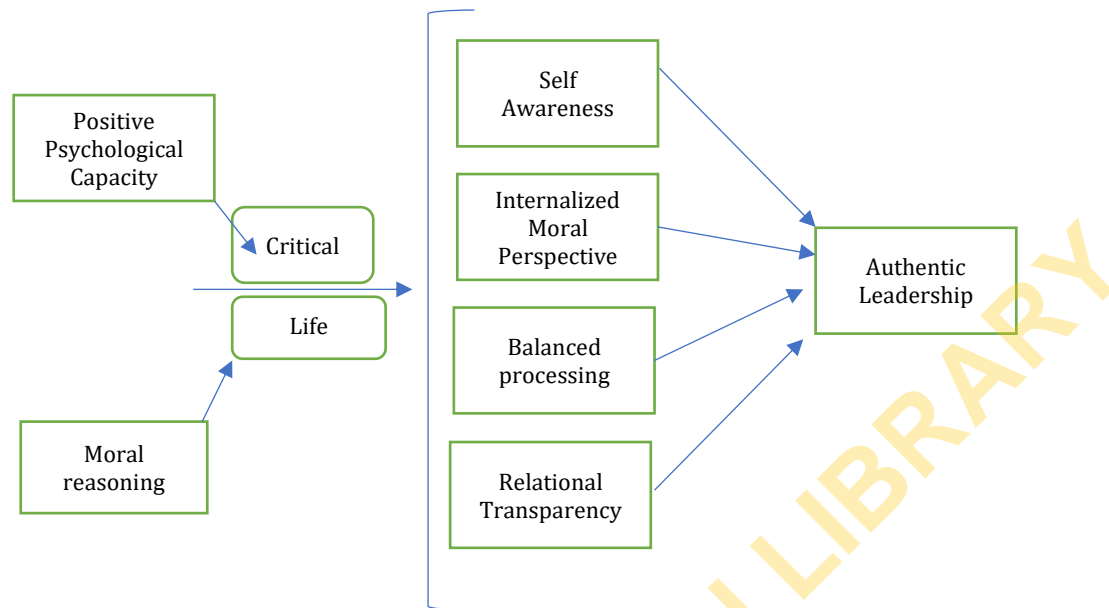 Positive
Psychological
Capacity
Critical
Life
Moral
reasoning
Self
Awareness
Internalized
Moral
Perspective
Balanced
processing
Relational
Transparency
Authentic
Leadership
LIBRARY